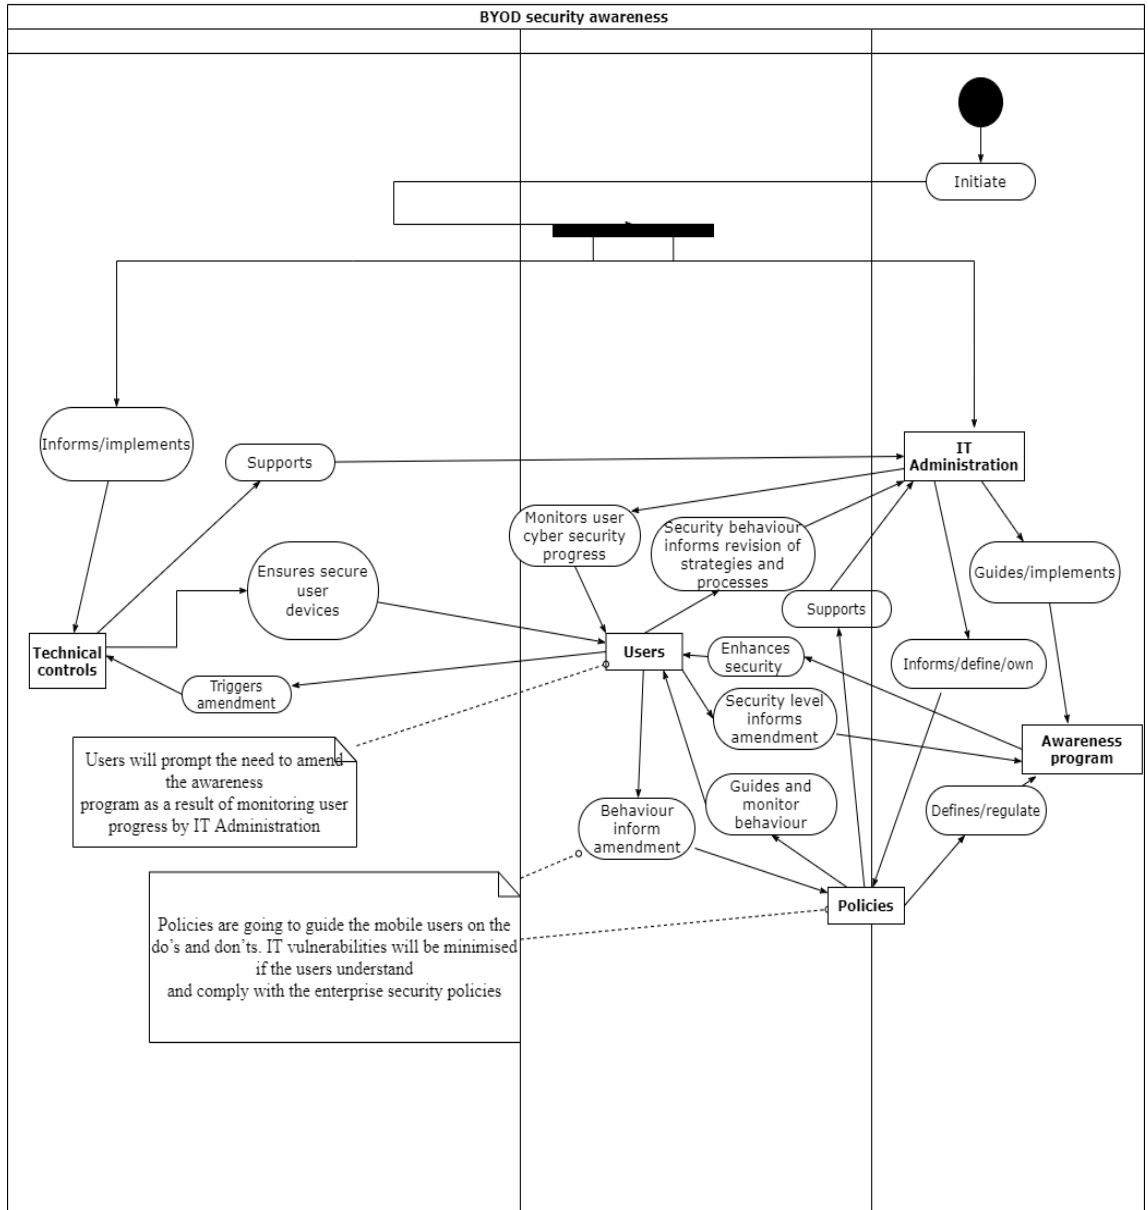 BYOD security awareness
Initiate
Informs/implements
Supports
IT
Administration
Monitors user
cyber security
progress
Security behaviour
informs revision of
strategies and
processes
Ensures secure
user
devices
Guides/implements
Supports
Technical
controls
Users
Enhances
security
Informs/define/own
Triggers
amendment
Security level
informs
amendment
Awareness
program
Users will prompt the need to amend
the awareness
program as a result of monitoring user
progress by IT Administration
Behaviour
inform
amendment
Guides and
monitor
behaviour
Defines/regulate
Policies
Policies are going to guide the mobile users on the
do’s and don’ts. IT vulnerabilities will be minimised
if the users understand
and comply with the enterprise security policies